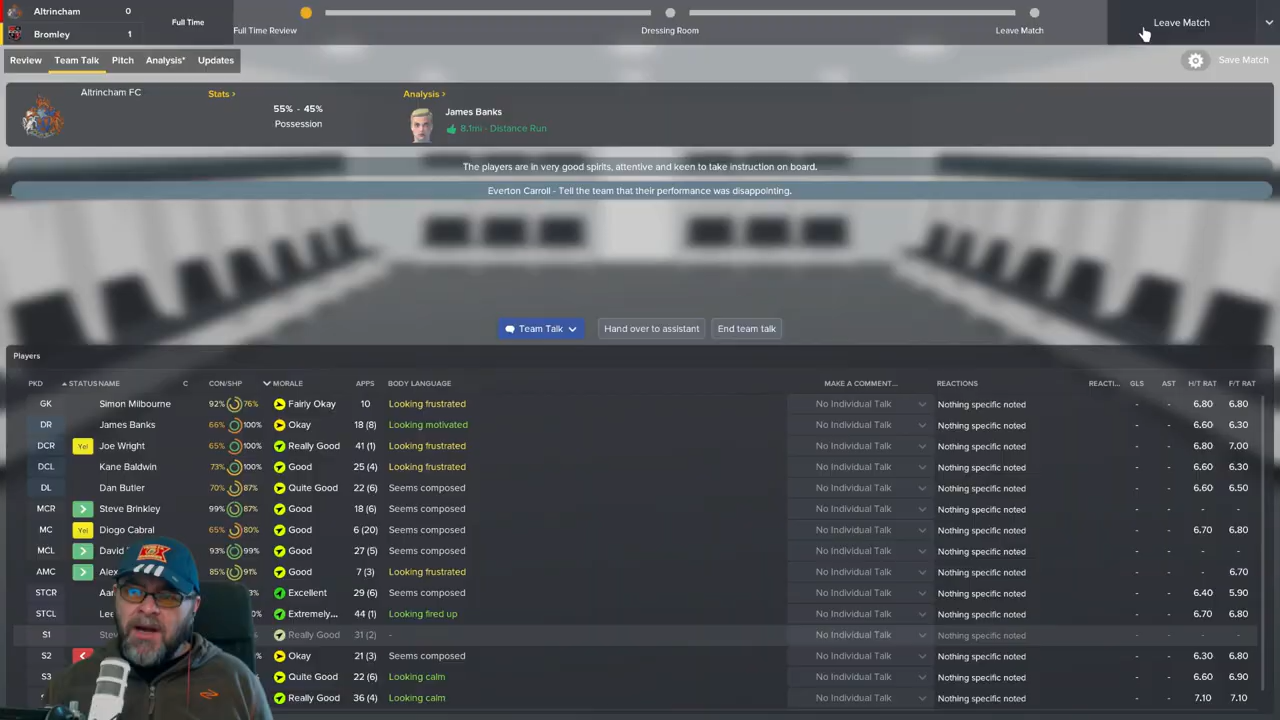 Altrincham 0
Bromley 1
Full Time
Full Time Review
Dressing Room
Leave Match
Leave Match
Review Team Talk Pitch Analysis* Updates
Save Match
Altrincham FC
Stats >
55% - 45%
Possession
Analysis >
James Banks
8.1mi - Distance Run
The players are in very good spirits, attentive and keen to take instruction on board.
Everton Carroll - Tell the team that their performance was disappointing.
Team Talk
Hand over to assistant
End team talk
Players
PKD STATUS NAME C CON/SHP MORALE APPS BODY LANGUAGE MAKE A COMMENT... REACTIONS REACTI... GLS AST H/T RAT F/T RAT
GK Simon Milbourne 92% 76% Fairly Okay 10 Looking frustrated No Individual Talk Nothing specific noted - - 6.80 6.80
DR James Banks 66% 100% Okay 18 (8) Looking motivated No Individual Talk Nothing specific noted - - 6.60 6.30
DCR Yel Joe Wright 65% 100% Really Good 41 (1) Looking frustrated No Individual Talk Nothing specific noted - - 6.80 7.00
DCL Kane Baldwin 73% 100% Good 25 (4) Looking frustrated No Individual Talk Nothing specific noted - - 6.60 6.30
DL Dan Butler 70% 87% Quite Good 22 (6) Seems composed No Individual Talk Nothing specific noted - - 6.60 6.50
MCR Steve Brinkley 99% 87% Good 18 (6) Seems composed No Individual Talk Nothing specific noted - - - -
MC Yel Diogo Cabral 65% 80% Good 6 (20) Seems composed No Individual Talk Nothing specific noted - - 6.70 6.80
MCL David 93% 99% Good 27 (5) Seems composed No Individual Talk Nothing specific noted - - - -
AMC Alex 85% 91% Good 7 (3) Looking frustrated No Individual Talk Nothing specific noted - - - 6.70
STCR Excellent 29 (6) Seems composed No Individual Talk Nothing specific noted - - 6.40 5.90
STCL Lee Extremely... 44 (1) Looking fired up No Individual Talk Nothing specific noted - - 6.70 6.80
S1 Really Good 31 (2) - No Individual Talk Nothing specific noted - - - -
S2 Okay 21 (3) Seems composed No Individual Talk Nothing specific noted - - 6.30 6.80
S3 Quite Good 22 (6) Looking calm No Individual Talk Nothing specific noted - - 6.60 6.90
Really Good 36 (4) Looking calm No Individual Talk Nothing specific noted - - 7.10 7.10